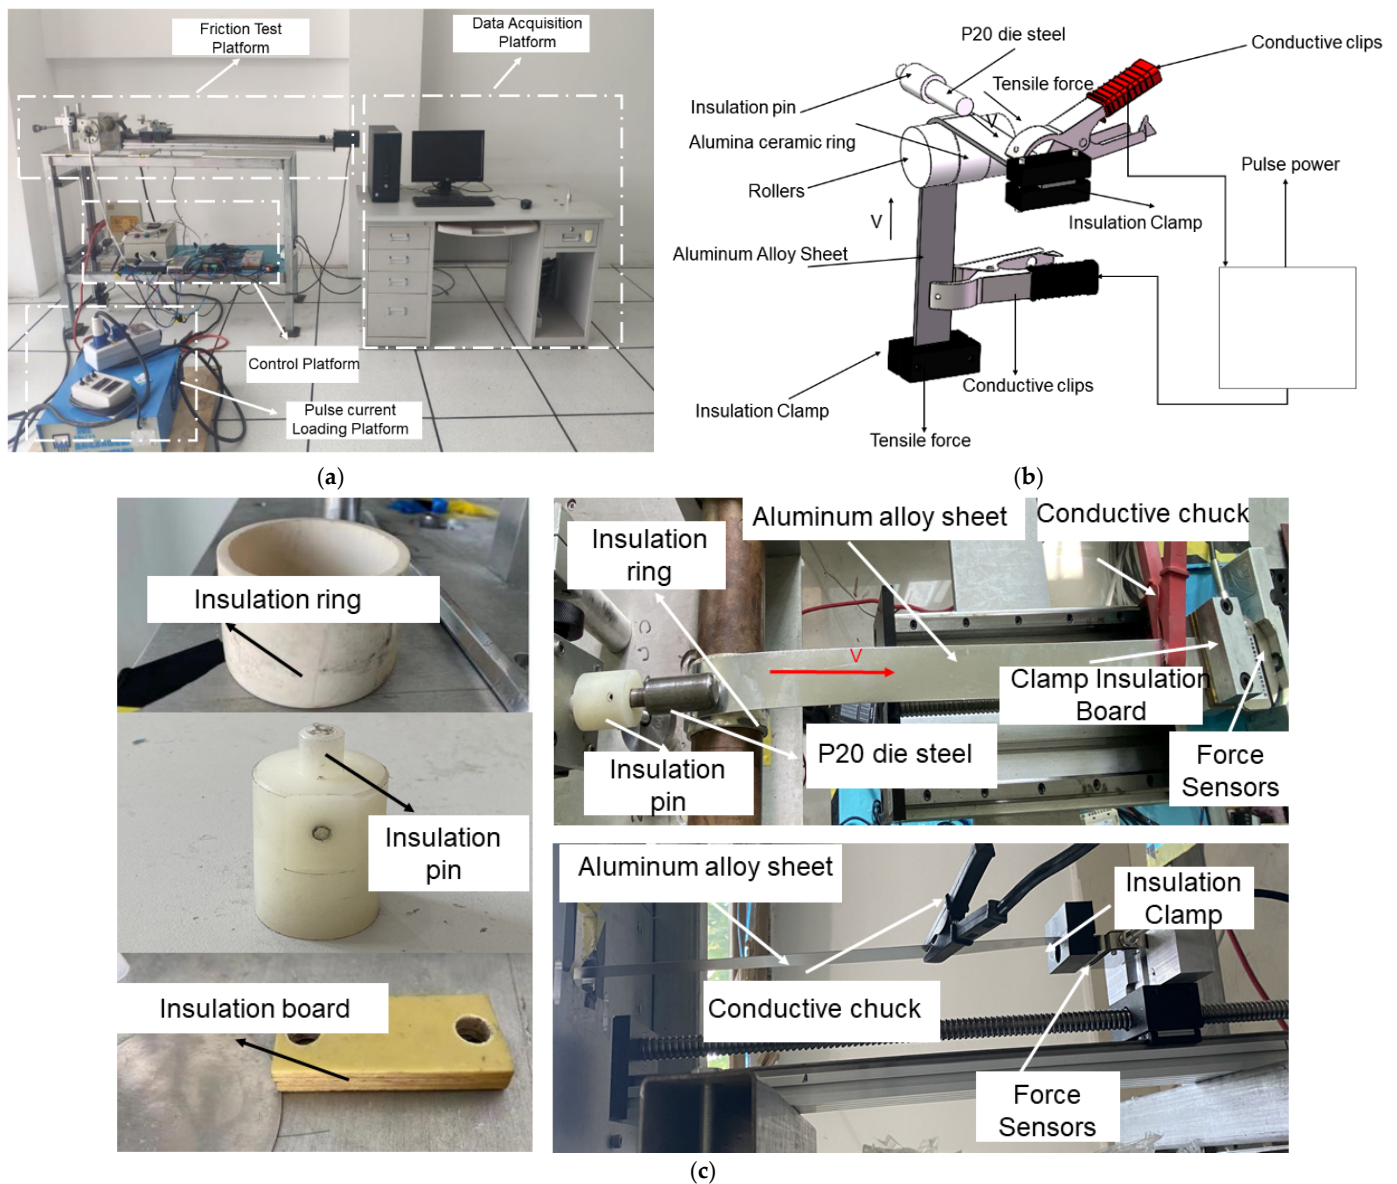 Friction Test
Platform
Data Acquisition
Platform
Control Platform
Pulse current
Loading Platform
(a)
P20 die steel
Conductive clips
Tensile force
Insulation pin
V
Alumina ceramic ring
Pulse power
Rollers
V
Insulation Clamp
Aluminum Alloy Sheet
Conductive clips
Insulation Clamp
Tensile force
(b)
Insulation ring
Insulation
pin
Insulation board
Aluminum alloy sheet
Conductive chuck
Insulation
ring
V
Clamp Insulation
Board
P20 die steel
Insulation
pin
Force
Sensors
Aluminum alloy sheet
Insulation
Clamp
Conductive chuck
Force
Sensors
(c)